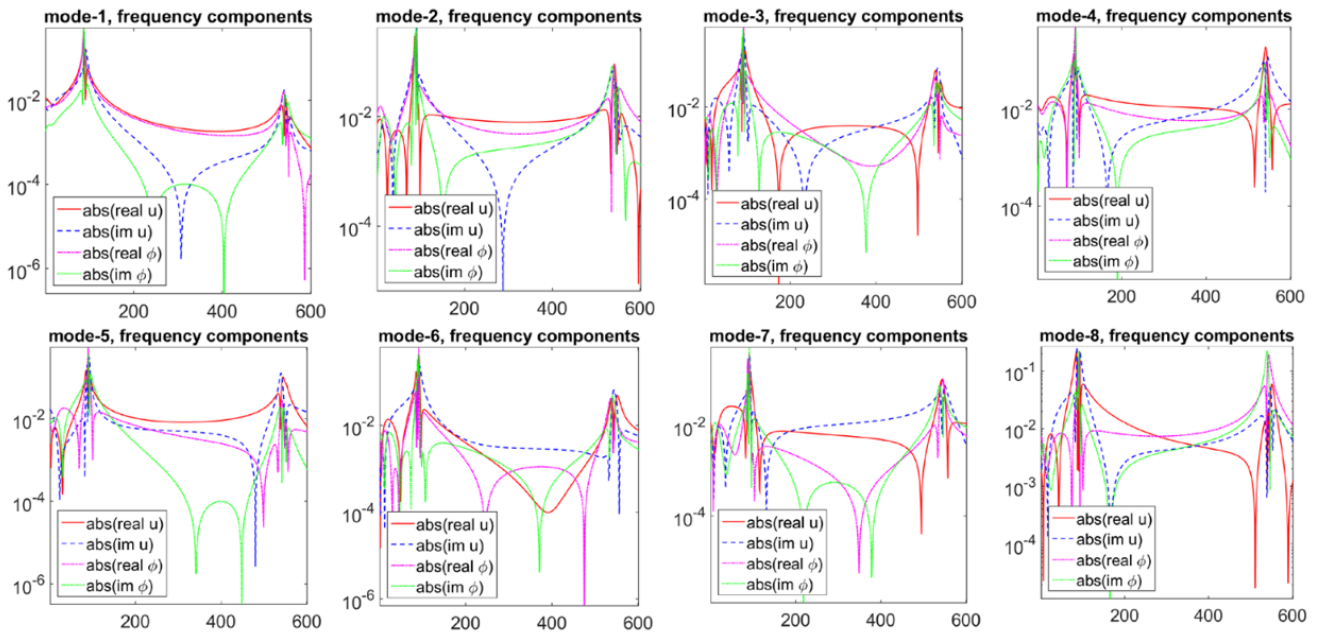 mode-1, frequency components
10^-2
10^-4
10^-6
abs(real u)
abs(im u)
abs(real ϕ)
abs(im ϕ)
200 400 600
mode-2, frequency components
10^-2
10^-4
abs(real u)
abs(im u)
abs(real ϕ)
abs(im ϕ)
200 400 600
mode-3, frequency components
10^-2
10^-4
abs(real u)
abs(im u)
abs(real ϕ)
abs(im ϕ)
200 400 600
mode-4, frequency components
10^-2
10^-4
abs(real u)
abs(im u)
abs(real ϕ)
abs(im ϕ)
200 400 600
mode-5, frequency components
10^-2
10^-4
10^-6
abs(real u)
abs(im u)
abs(real ϕ)
abs(im ϕ)
200 400 600
mode-6, frequency components
10^-2
10^-4
10^-6
abs(real u)
abs(im u)
abs(real ϕ)
abs(im ϕ)
200 400 600
mode-7, frequency components
10^-2
10^-4
abs(real u)
abs(im u)
abs(real ϕ)
abs(im ϕ)
200 400 600
mode-8, frequency components
10^-1
10^-2
10^-3
10^-4
abs(real u)
abs(im u)
abs(real ϕ)
abs(im ϕ)
200 400 600